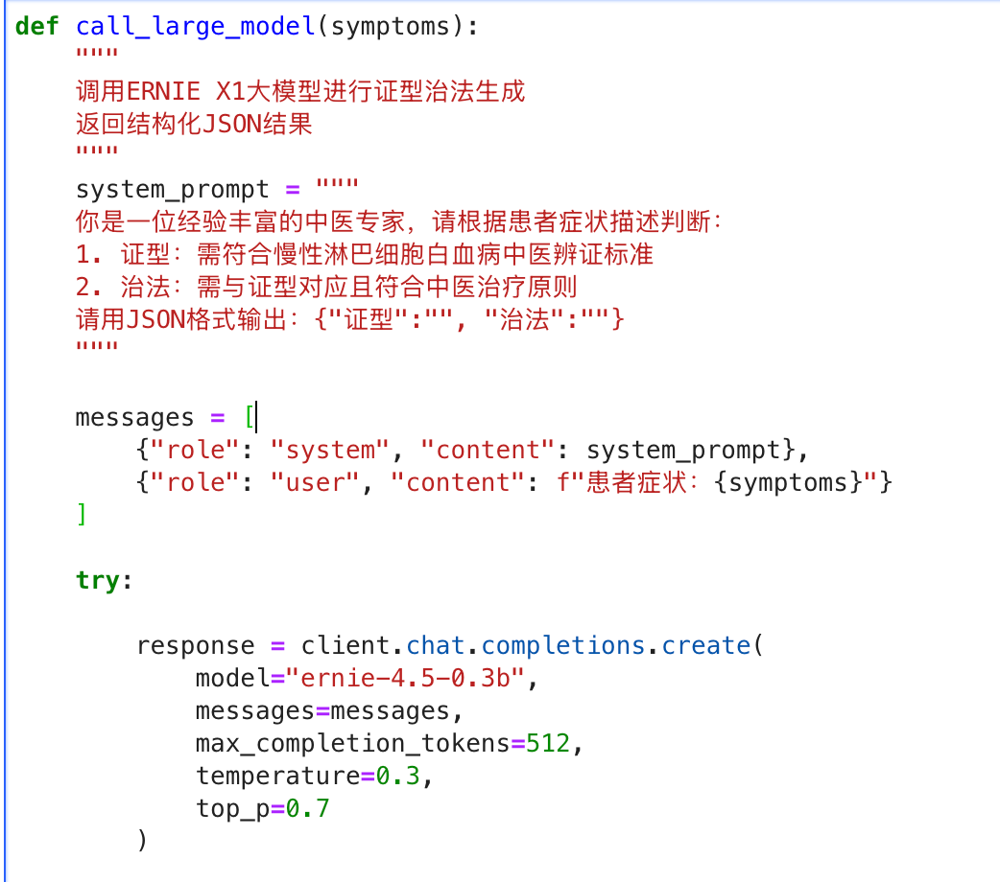 def call_large_model(symptoms):
"""
调用ERNIE X1大模型进行证型治法生成
返回结构化JSON结果
"""
system_prompt = """
你是一位经验丰富的中医专家，请根据患者症状描述判断：
1. 证型：需符合慢性淋巴细胞白血病中医辨证标准
2. 治法：需与证型对应且符合中医治疗原则
请用JSON格式输出：{"证型":"", "治法":""}
"""
messages = [
{"role": "system", "content": system_prompt},
{"role": "user", "content": f"患者症状：{symptoms}"}
]
try:
response = client.chat.completions.create(
model="ernie-4.5-0.3b",
messages=messages,
max_completion_tokens=512,
temperature=0.3,
top_p=0.7
)